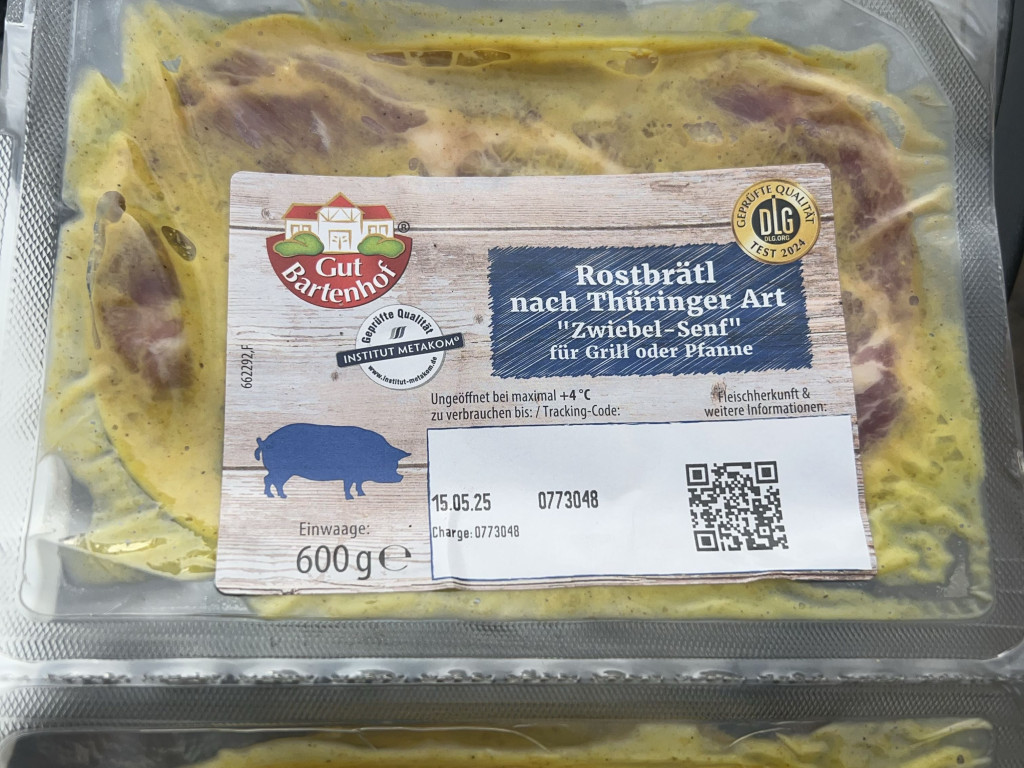 Gut
Bartenhof
®
GEPRÜFTE QUALITÄT
DLG
DLG.ORG
TEST 2024
Geprüfte Qualität
INSTITUT METAKOM®
www.institut-metakom.de
Rostbrätl
nach Thüringer Art
"Zwiebel-Senf"
für Grill oder Pfanne
662292,F
Ungeöffnet bei maximal +4 °C
zu verbrauchen bis: / Tracking-Code:
Fleischherkunft &
weitere Informationen:
15.05.25 0773048
Charge: 0773048
Einwaage:
600 g ℮